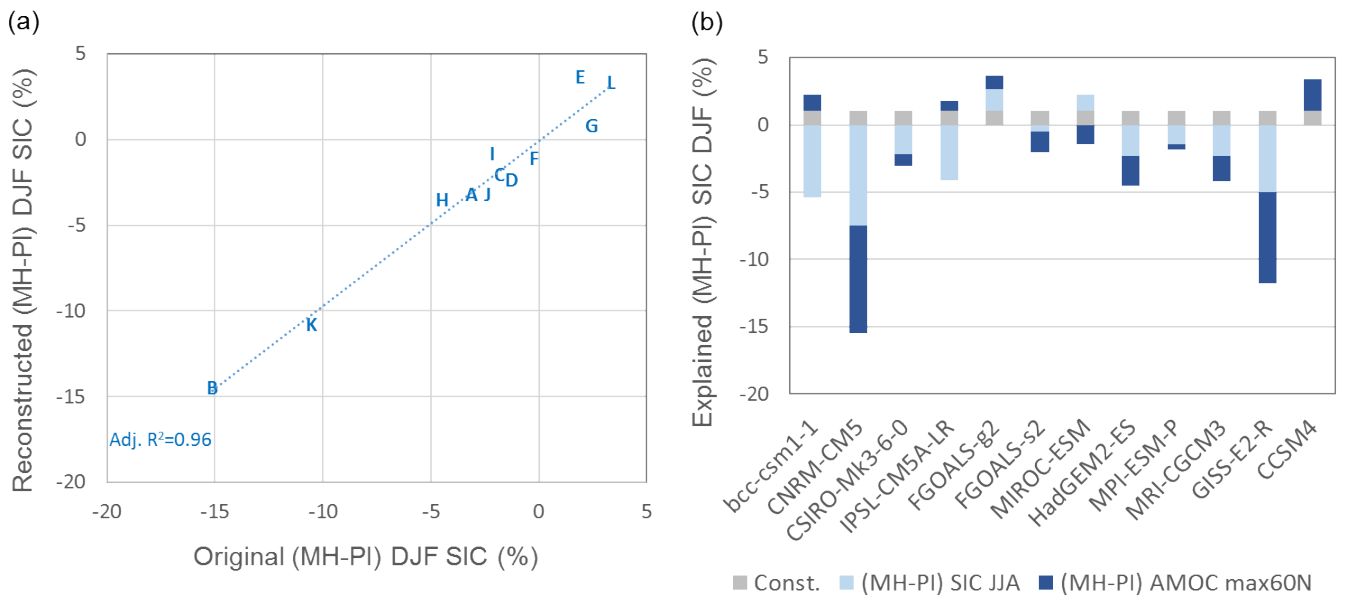 (a)
Reconstructed (MH-PI) DJF SIC (%)
5
0
-5
-10
-15
-20
E
L
G
I
F
C
D
H
A
J
K
B
Adj. R²=0.96
-20
-15
-10
-5
0
5
Original (MH-PI) DJF SIC (%)
(b)
Explained (MH-PI) SIC DJF (%)
5
0
-5
-10
-15
-20
bcc-csm1-1
CNRM-CM5
CSIRO-Mk3-6-0
IPSL-CM5A-LR
FGOALS-g2
FGOALS-s2
MIROC-ESM
HadGEM2-ES
MPI-ESM-P
MRI-CGCM3
GISS-E2-R
CCSM4
Const.
(MH-PI) SIC JJA
(MH-PI) AMOC max60N